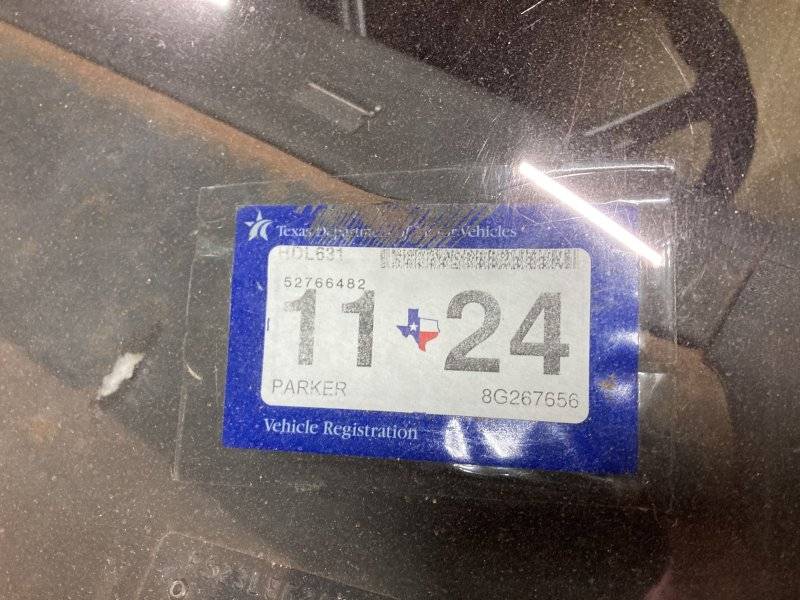 Texas Department of Motor Vehicles
HDL631
52766482
11 24
PARKER
8G267656
Vehicle Registration